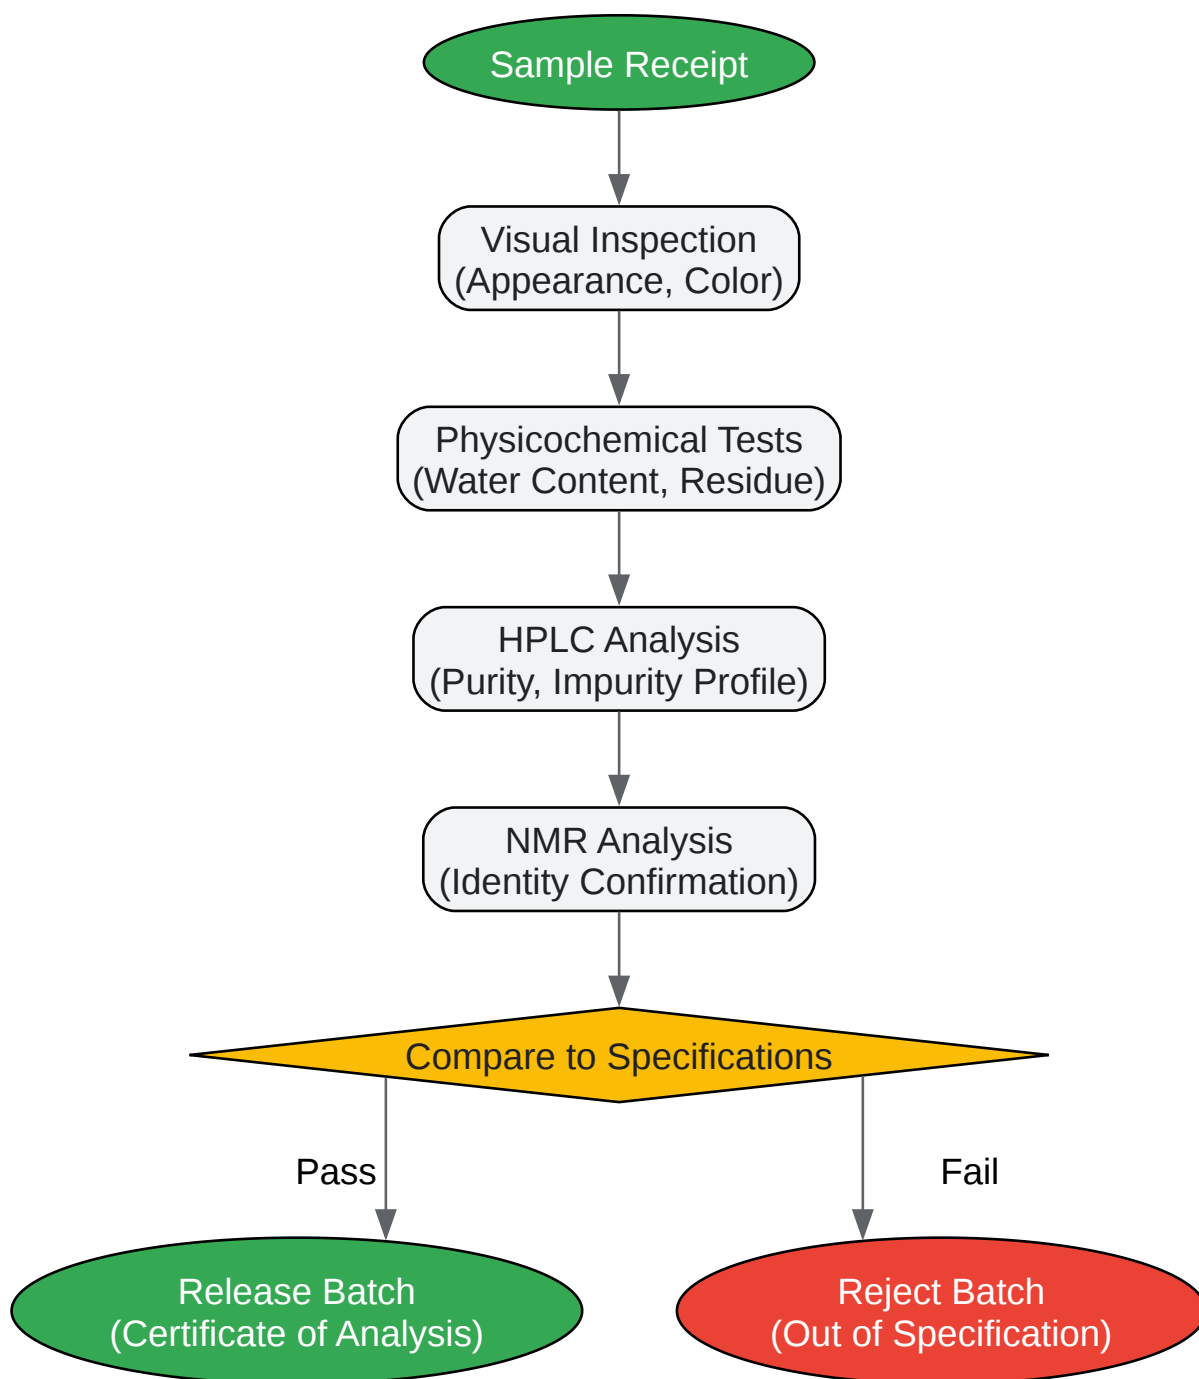 Sample Receipt
Visual Inspection
(Appearance, Color)
Physicochemical Tests
(Water Content, Residue)
HPLC Analysis
(Purity, Impurity Profile)
NMR Analysis
(Identity Confirmation)
Compare to Specifications
Pass
Fail
Release Batch
(Certificate of Analysis)
Reject Batch
(Out of Specification)